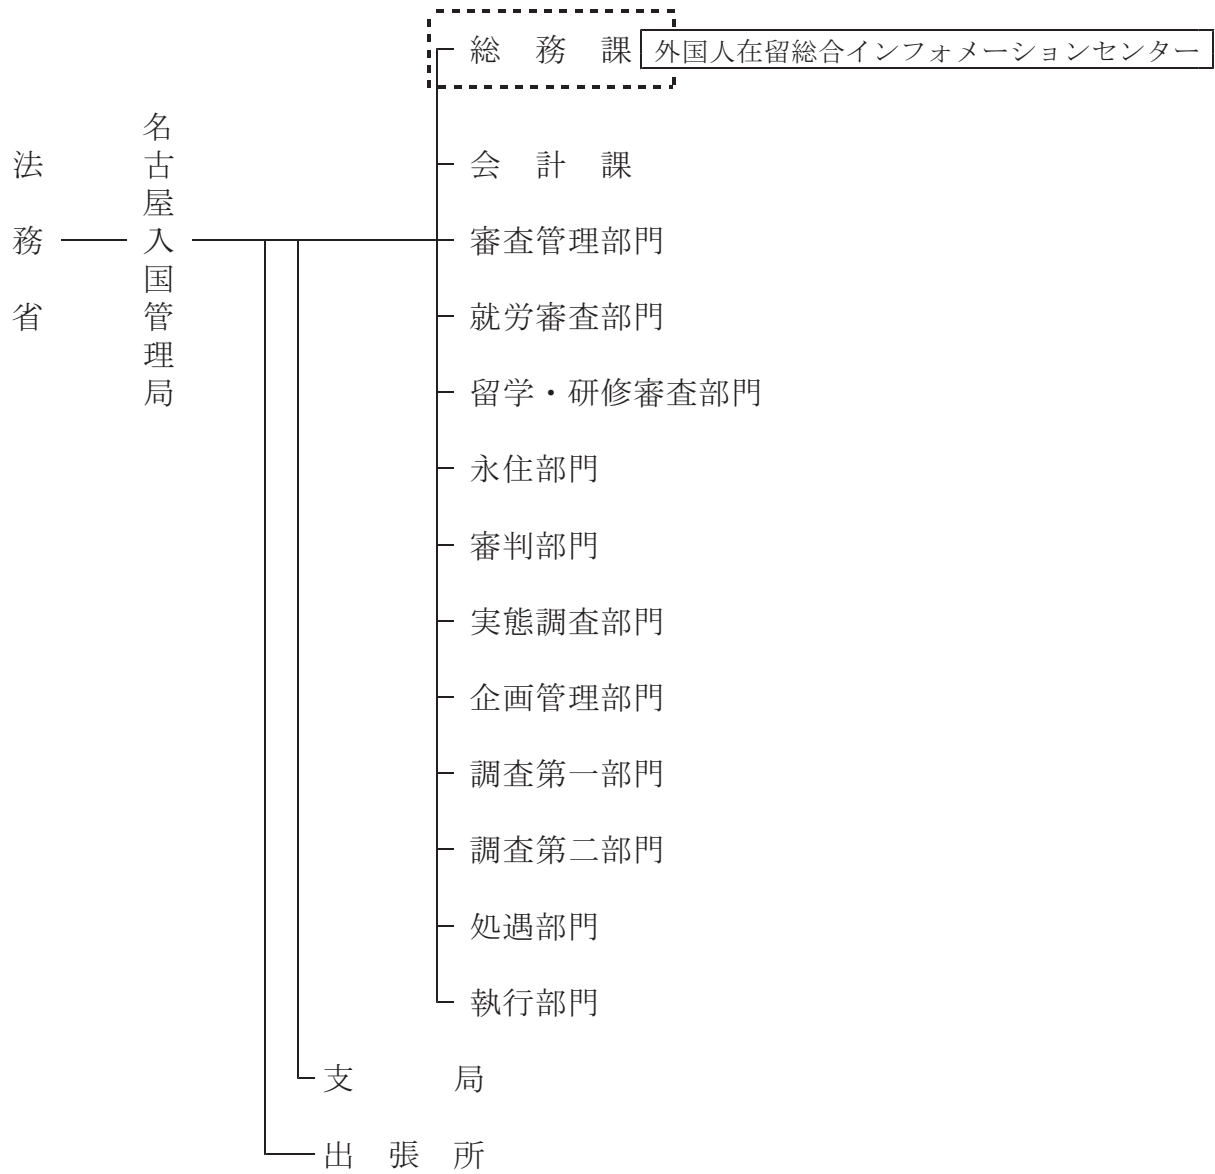 法務省
名古屋入国管理局
総務課
外国人在留総合インフォメーションセンター
会計課
審査管理部門
就労審査部門
留学・研修審査部門
永住部門
審判部門
実態調査部門
企画管理部門
調査第一部門
調査第二部門
処遇部門
執行部門
支局
出張所